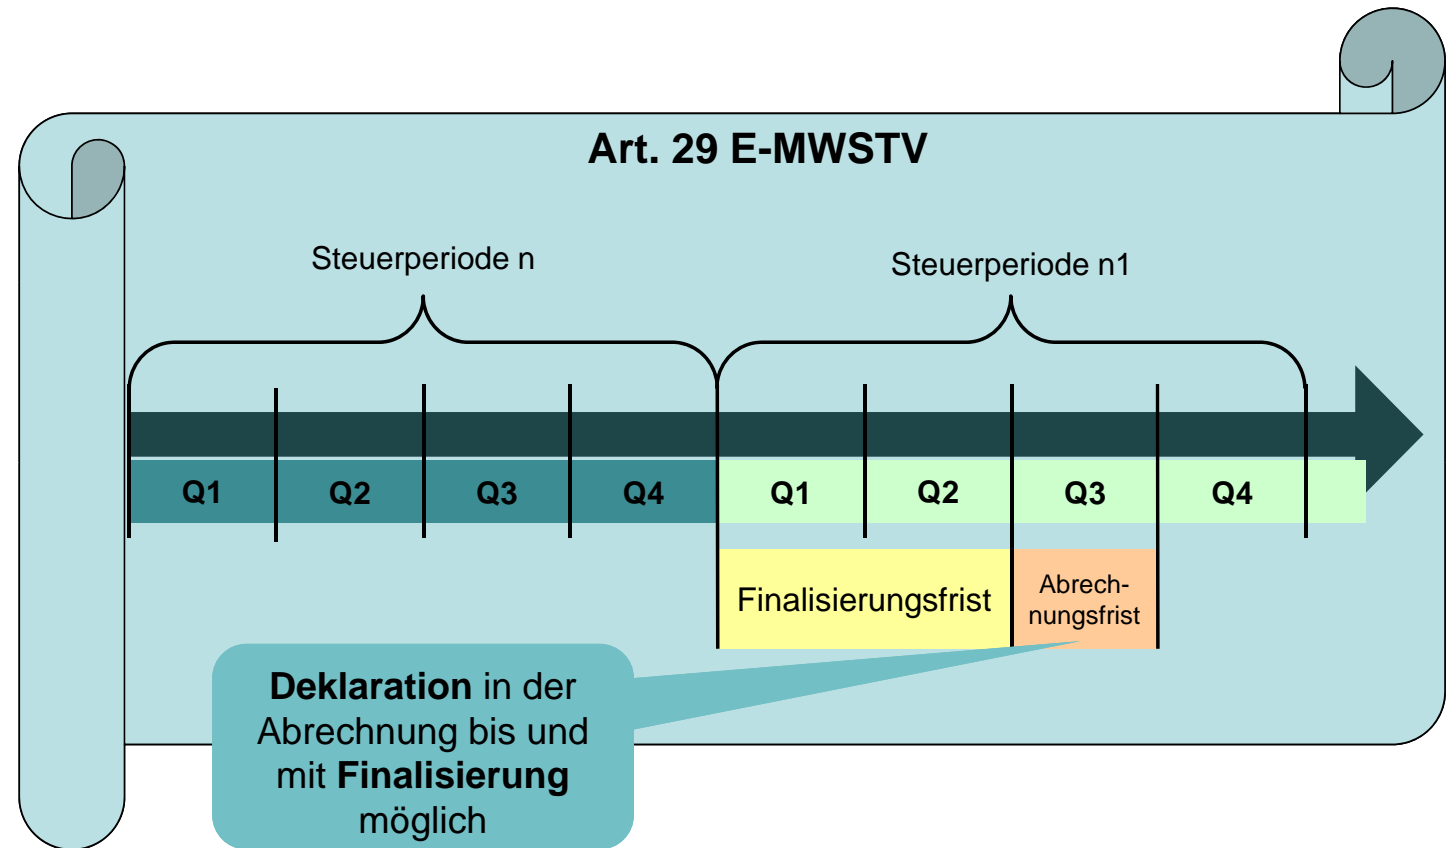 Art. 29 E-MWSTV
Steuerperiode n
Steuerperiode n1
Q1
Q2
Q3
Q4
Q1
Q2
Q3
Q4
Finalisierungsfrist
Abrech-
nungsfrist
Deklaration in der
Abrechnung bis und
mit Finalisierung
möglich